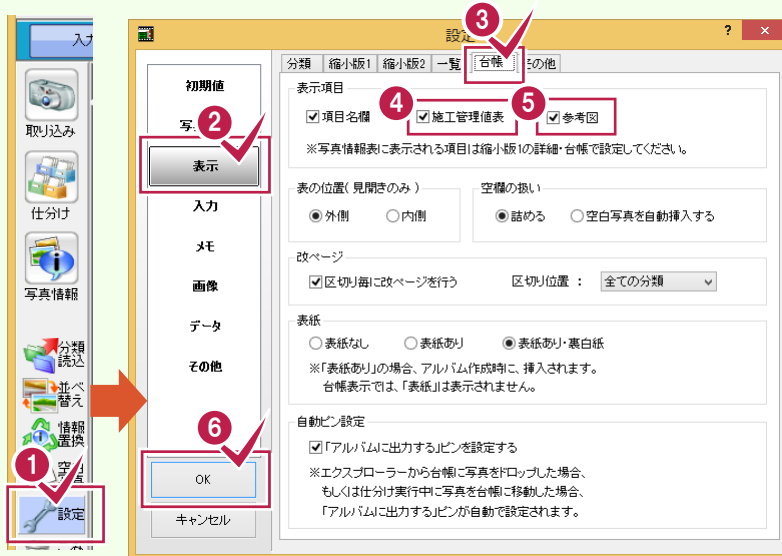 入
取り込み
仕分け
写真情報
分類
読込
並べ
替え
情報
置換
1
設定
設定
?
×
初期値
2
表示
入力
メモ
画像
データ
その他
6
OK
キャンセル
3
分類
縮小版1
縮小版2
一覧
台帳
その他
表示項目
項目名欄
4
施工管理値表
5
参考図
※写真情報表に表示される項目は縮小版1の詳細・台帳で設定してください。
表の位置(見開きのみ)
外側
内側
空欄の扱い
詰める
空白写真を自動挿入する
改ページ
区切り毎に改ページを行う
区切り位置 :
全ての分類
表紙
表紙なし
表紙あり
表紙あり・裏白紙
※「表紙あり」の場合、アルバム作成時に、挿入されます。
台帳表示では、「表紙」は表示されません。
自動ピン設定
「アルバムに出力する」ピンを設定する
※エクスプローラーから台帳に写真をドロップした場合、
もしくは仕分け実行中に写真を台帳に移動した場合、
「アルバムに出力する」ピンが自動で設定されます。